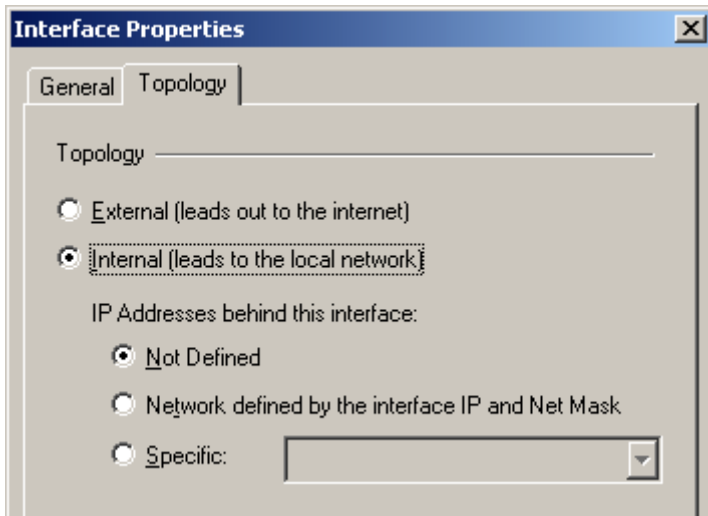 Interface Properties
General Topology
Topology
External (leads out to the internet)
Internal (leads to the local network)
IP Addresses behind this interface:
Not Defined
Network defined by the interface IP and Net Mask
Specific: